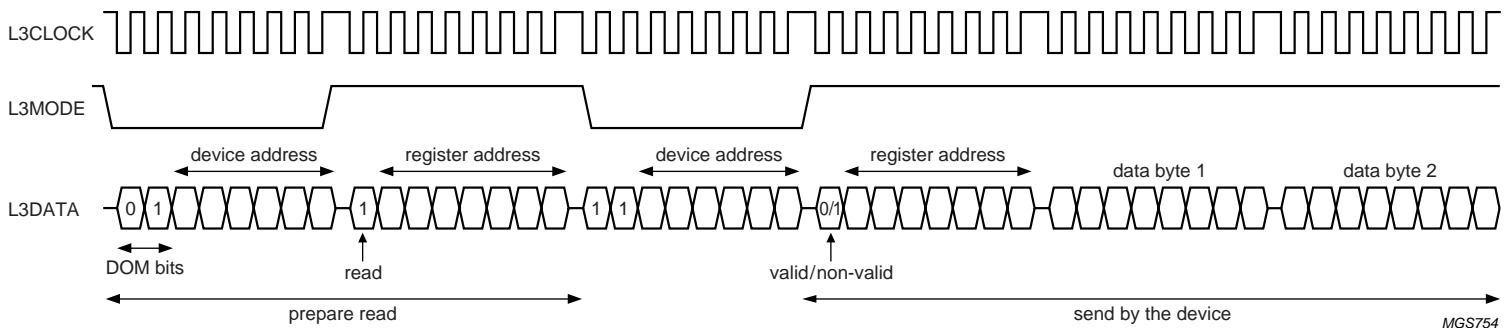 L3CLOCK
L3MODE
device address register address device address register address
data byte 1 data byte 2
L3DATA 0 1 1 1 1 0/1
DOM bits read valid/non-valid
prepare read send by the device
MGS754